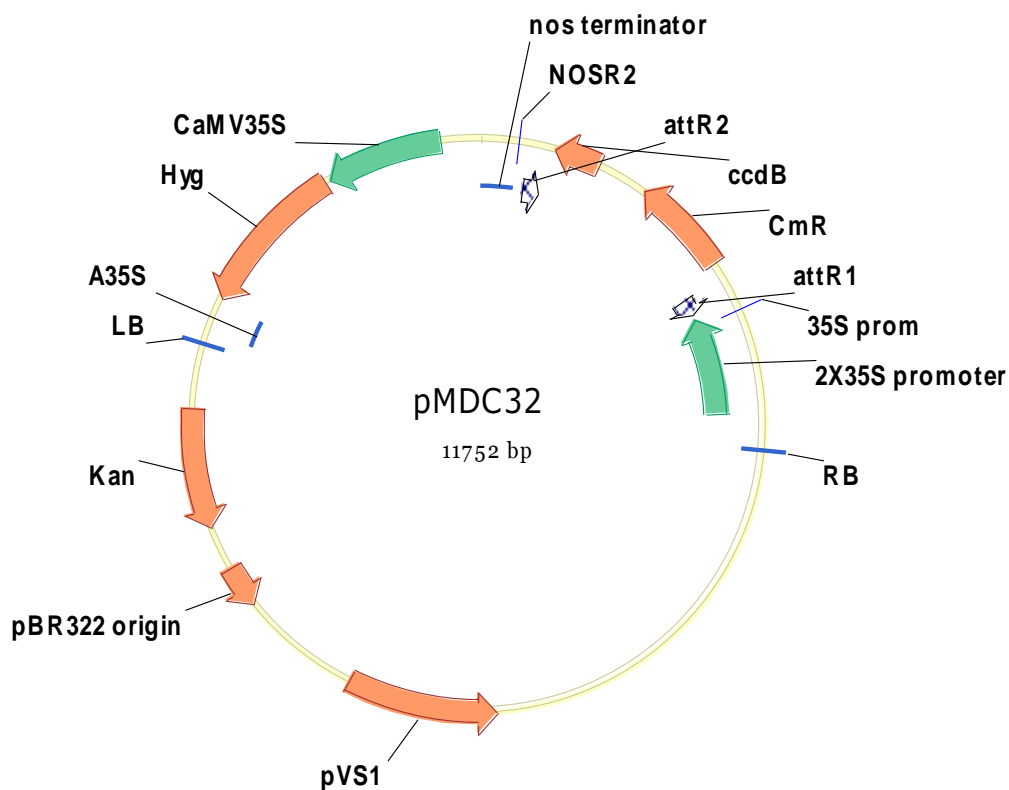 nos terminator
NOSR2
CaMV35S
attR2
ccdB
Hyg
CmR
A35S
attR1
LB
35S prom
2X35S promoter
pMDC32
11752 bp
Kan
RB
pBR322 origin
pVS1